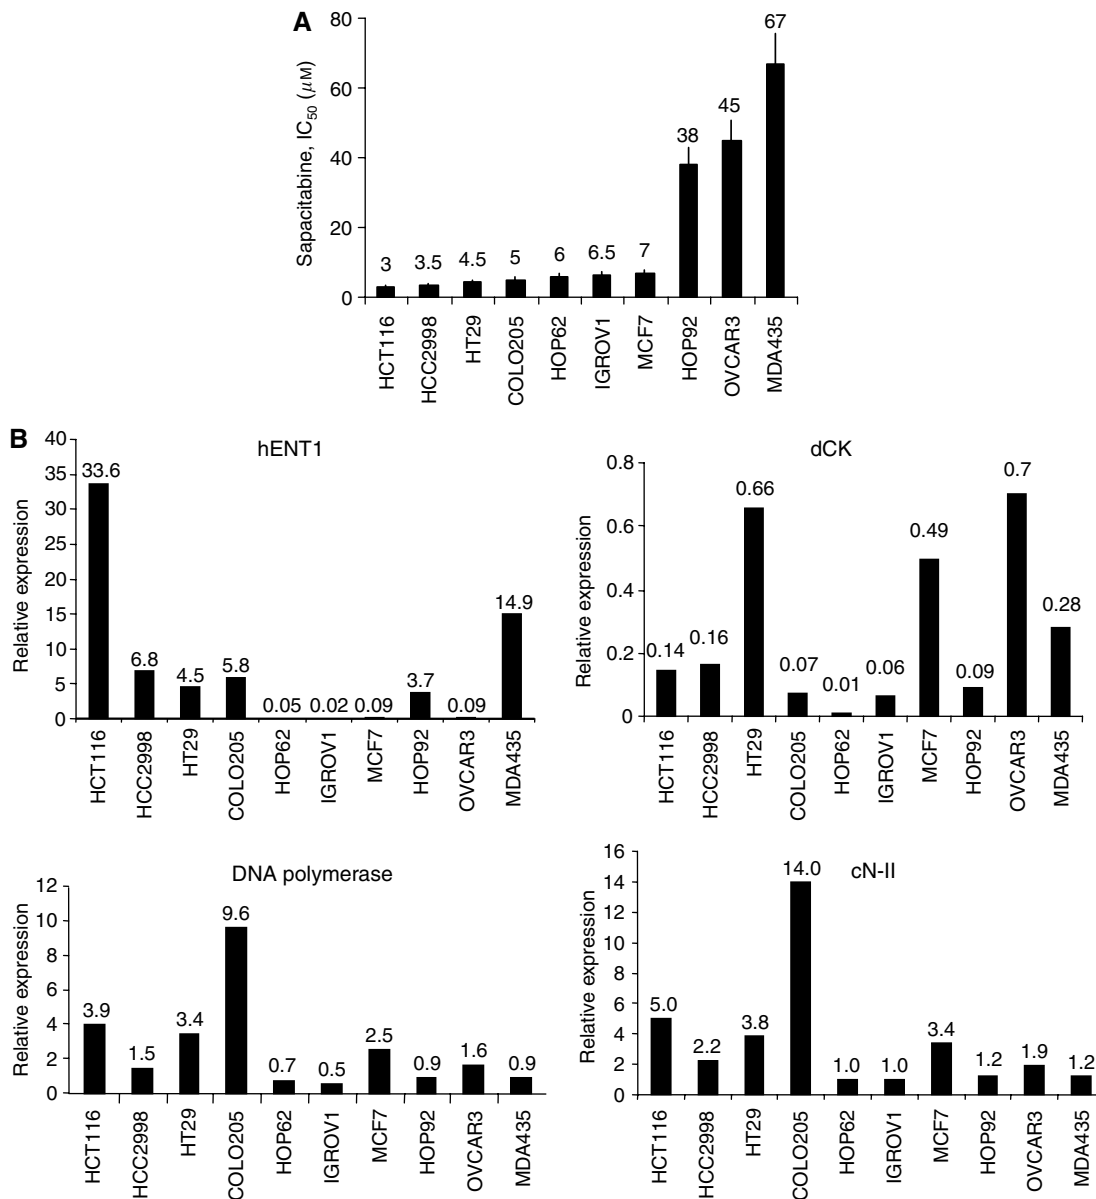 A
Sapacitabine, IC50 (μM)
80
60
40
20
0
3
3.5
4.5
5
6
6.5
7
38
45
67
HCT116
HCC2998
HT29
COLO205
HOP62
IGROV1
MCF7
HOP92
OVCAR3
MDA435
B
hENT1
Relative expression
40
35
30
25
20
15
10
5
0
33.6
6.8
4.5
5.8
0.05
0.02
0.09
3.7
0.09
14.9
HCT116
HCC2998
HT29
COLO205
HOP62
IGROV1
MCF7
HOP92
OVCAR3
MDA435
dCK
Relative expression
0.8
0.6
0.4
0.2
0
0.14
0.16
0.66
0.07
0.01
0.06
0.49
0.09
0.7
0.28
HCT116
HCC2998
HT29
COLO205
HOP62
IGROV1
MCF7
HOP92
OVCAR3
MDA435
DNA polymerase
Relative expression
12
10
8
6
4
2
0
3.9
1.5
3.4
9.6
0.7
0.5
2.5
0.9
1.6
0.9
HCT116
HCC2998
HT29
COLO205
HOP62
IGROV1
MCF7
HOP92
OVCAR3
MDA435
cN-II
Relative expression
16
14
12
10
8
6
4
2
0
5.0
2.2
3.8
14.0
1.0
1.0
3.4
1.2
1.9
1.2
HCT116
HCC2998
HT29
COLO205
HOP62
IGROV1
MCF7
HOP92
OVCAR3
MDA435